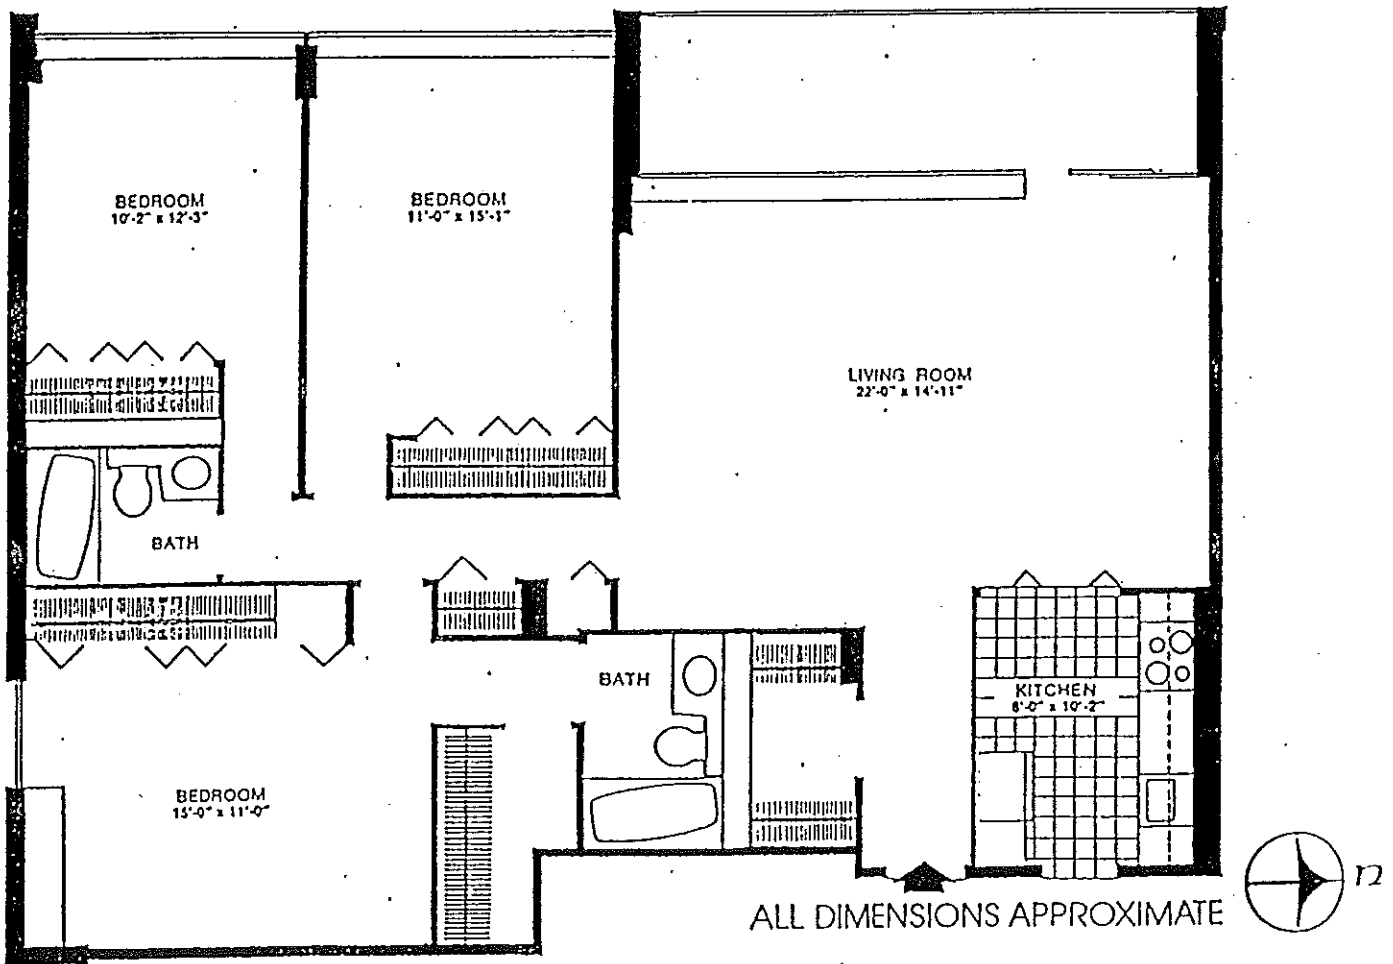 BEDROOM
10'-2" x 12'-3"
BEDROOM
11'-0" x 15'-1"
LIVING ROOM
22'-0" x 14'-11"
BATH
BATH
KITCHEN
8'-0" x 10'-2"
BEDROOM
15'-0" x 11'-0"
n
ALL DIMENSIONS APPROXIMATE